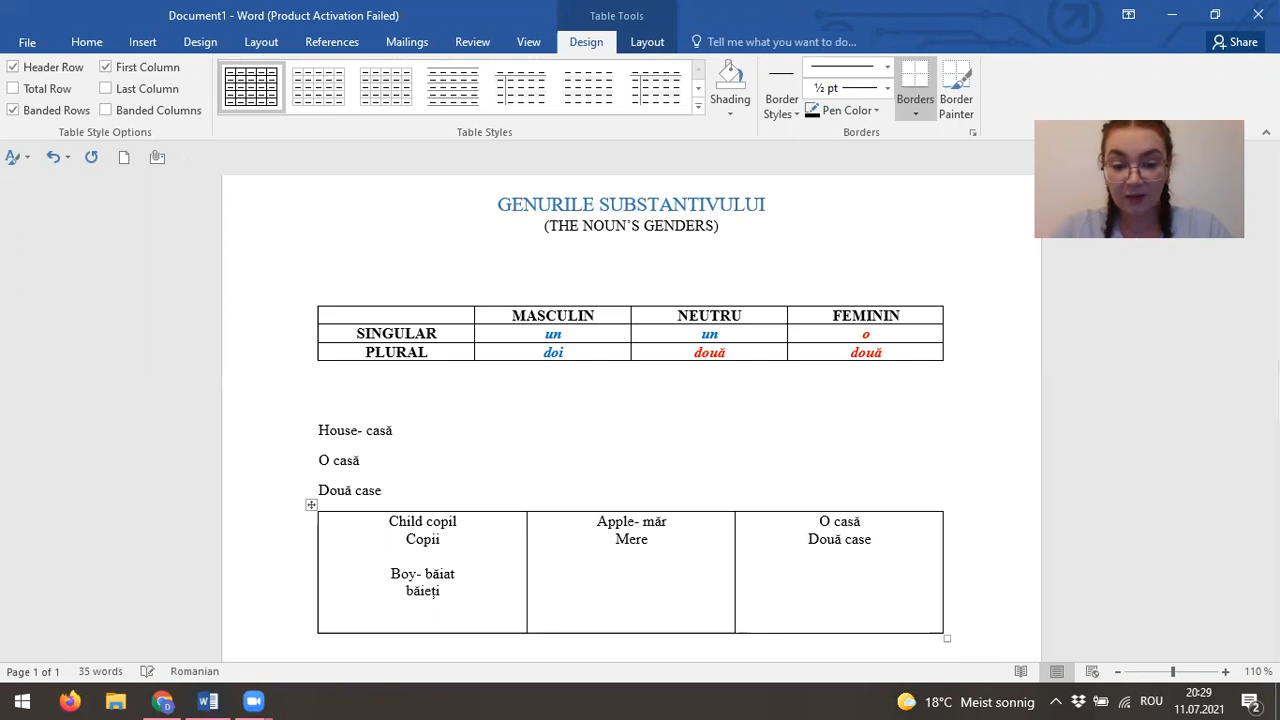 Document1 - Word (Product Activation Failed)
Table Tools
File Home Insert Design Layout References Mailings Review View Design Layout Tell me what you want to do... Share
Header Row First Column
Total Row Last Column
Banded Rows Banded Columns
Table Style Options
Table Styles
Shading
Border Styles
½ pt
Pen Color
Borders
Border Painter
Borders
GENURILE SUBSTANTIVULUI
(THE NOUN'S GENDERS)
MASCULIN NEUTRU FEMININ
SINGULAR un un o
PLURAL doi două două
House- casă
O casă
Două case
Child copil Apple- măr O casă
Copii Mere Două case
Boy- băiat
băieți
Page 1 of 1 35 words Romanian 110 %
18°C Meist sonnig ROU 20:29
11.07.2021
2